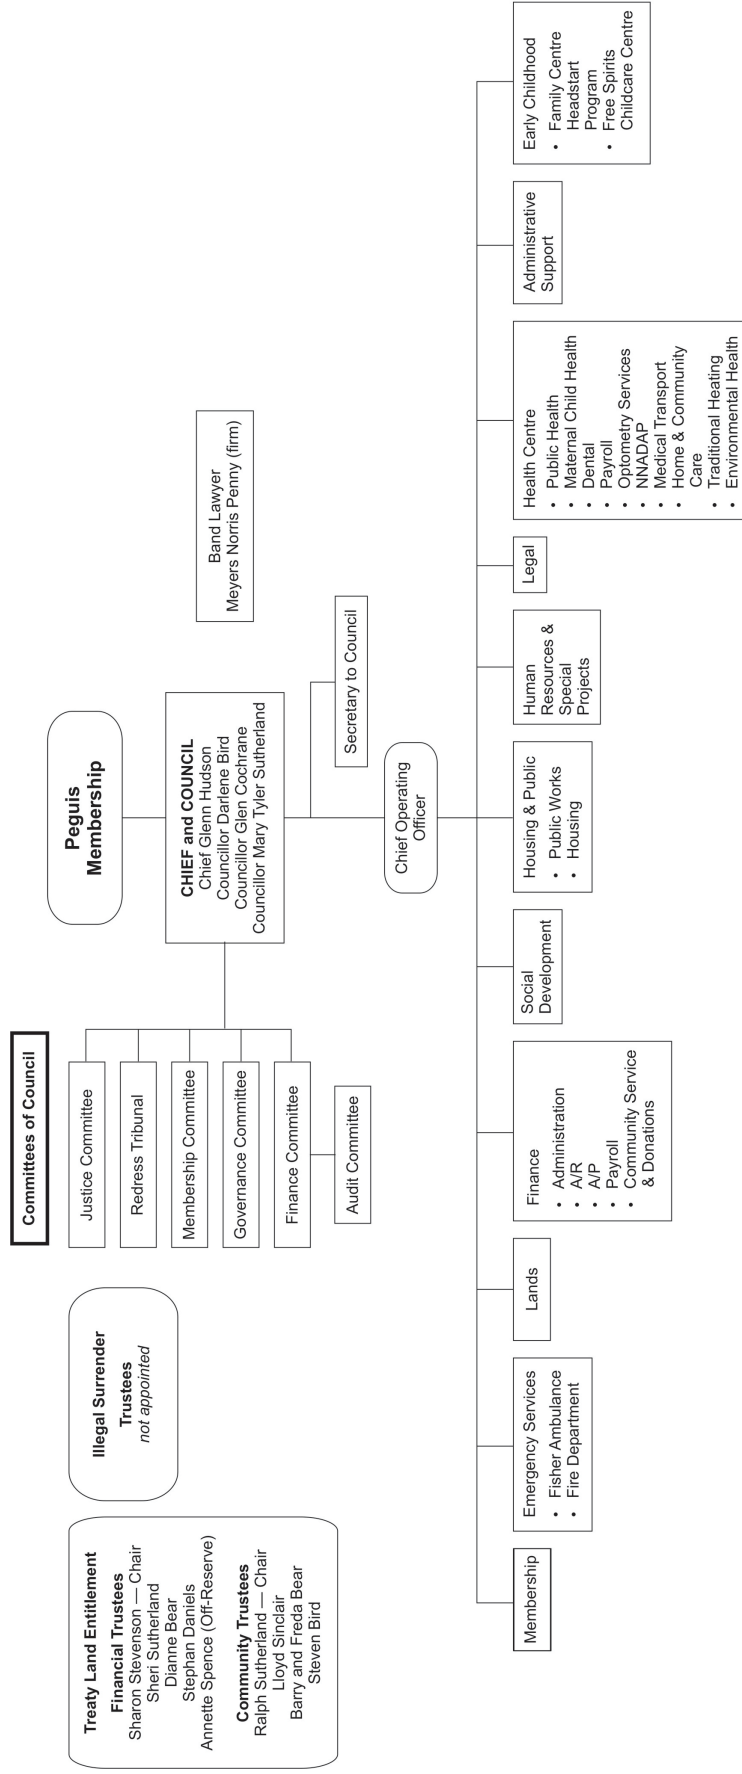 Peguis
Membership
Committees of Council
Treaty Land Entitlement
Financial Trustees
Sharon Stevenson — Chair
Sheri Sutherland
Dianne Bear
Stephan Daniels
Annette Spence (Off-Reserve)
Community Trustees
Ralph Sutherland — Chair
Lloyd Sinclair
Barry and Freda Bear
Steven Bird
Illegal Surrender
Trustees
not appointed
Justice Committee
Redress Tribunal
Membership Committee
Governance Committee
Finance Committee
Audit Committee
CHIEF and COUNCIL
Chief Glenn Hudson
Councillor Darlene Bird
Councillor Glen Cochrane
Councillor Mary Tyler Sutherland
Band Lawyer
Meyers Norris Penny (firm)
Secretary to Council
Chief Operating
Officer
Membership
Emergency Services
• Fisher Ambulance
• Fire Department
Lands
Finance
• Administration
• A/R
• A/P
• Payroll
• Community Service
& Donations
Social
Development
Housing & Public
• Public Works
• Housing
Human
Resources &
Special
Projects
Legal
Health Centre
• Public Health
• Maternal Child Health
• Dental
• Payroll
• Optometry Services
• NNADAP
• Medical Transport
• Home & Community
Care
• Traditional Heating
• Environmental Health
Administrative
Support
Early Childhood
• Family Centre
Headstart
Program
• Free Spirits
Childcare Centre